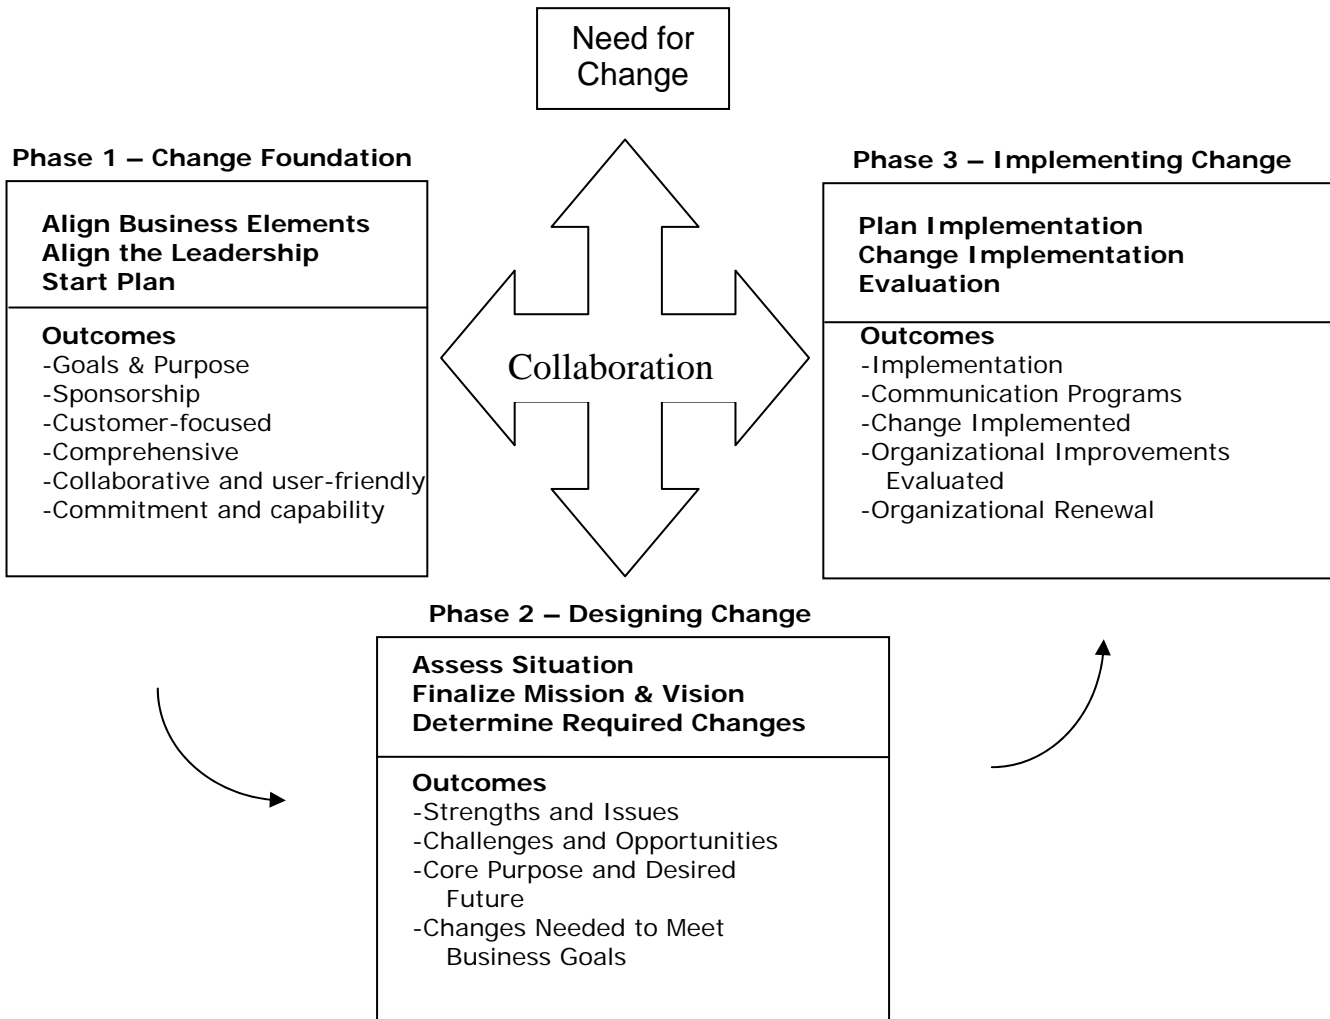 Need for
Change
Phase 1 – Change Foundation
Align Business Elements
Align the Leadership
Start Plan
Outcomes
-Goals & Purpose
-Sponsorship
-Customer-focused
-Comprehensive
-Collaborative and user-friendly
-Commitment and capability
Collaboration
Phase 3 – Implementing Change
Plan Implementation
Change Implementation
Evaluation
Outcomes
-Implementation
-Communication Programs
-Change Implemented
-Organizational Improvements
Evaluated
-Organizational Renewal
Phase 2 – Designing Change
Assess Situation
Finalize Mission & Vision
Determine Required Changes
Outcomes
-Strengths and Issues
-Challenges and Opportunities
-Core Purpose and Desired
Future
-Changes Needed to Meet
Business Goals